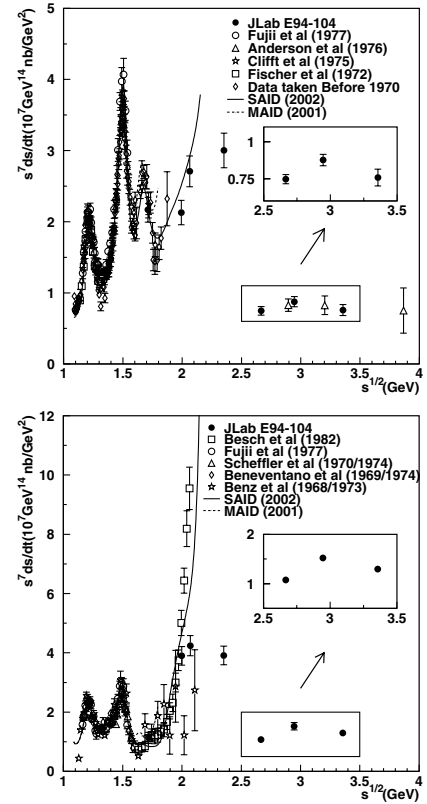 s⁷ds/dt(10⁷GeV¹⁴ nb/GeV²)
5
4
3
2
1
0
JLab E94-104
Fujii et al (1977)
Anderson et al (1976)
Clifft et al (1975)
Fischer et al (1972)
Data taken Before 1970
SAID (2002)
MAID (2001)
1
0.75
2.5 3 3.5
1 1.5 2 2.5 3 3.5 4
s^1/2(GeV)
s⁷ds/dt(10⁷GeV¹⁴ nb/GeV²)
12
10
8
6
4
2
0
JLab E94-104
Besch et al (1982)
Fujii et al (1977)
Scheffler et al (1970/1974)
Beneventano et al (1969/1974)
Benz et al (1968/1973)
SAID (2002)
MAID (2001)
2
1
2.5 3 3.5
1 1.5 2 2.5 3 3.5 4
s^1/2(GeV)